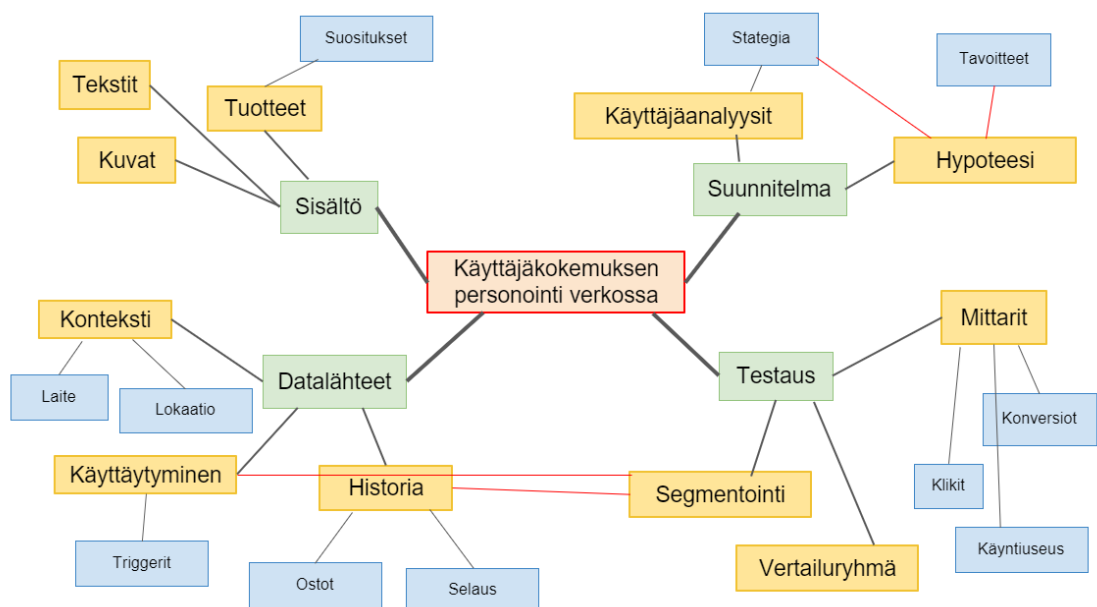 Suositukset
Stategia
Tavoitteet
Tekstit
Tuotteet
Käyttäjäanalyysit
Kuvat
Hypoteesi
Suunnitelma
Sisältö
Käyttäjäkokemuksen
personointi verkossa
Konteksti
Mittarit
Datalähteet
Testaus
Laite
Lokaatio
Konversiot
Käyttäytyminen
Historia
Segmentointi
Klikit
Triggerit
Käyntiuseus
Vertailuryhmä
Ostot
Selaus